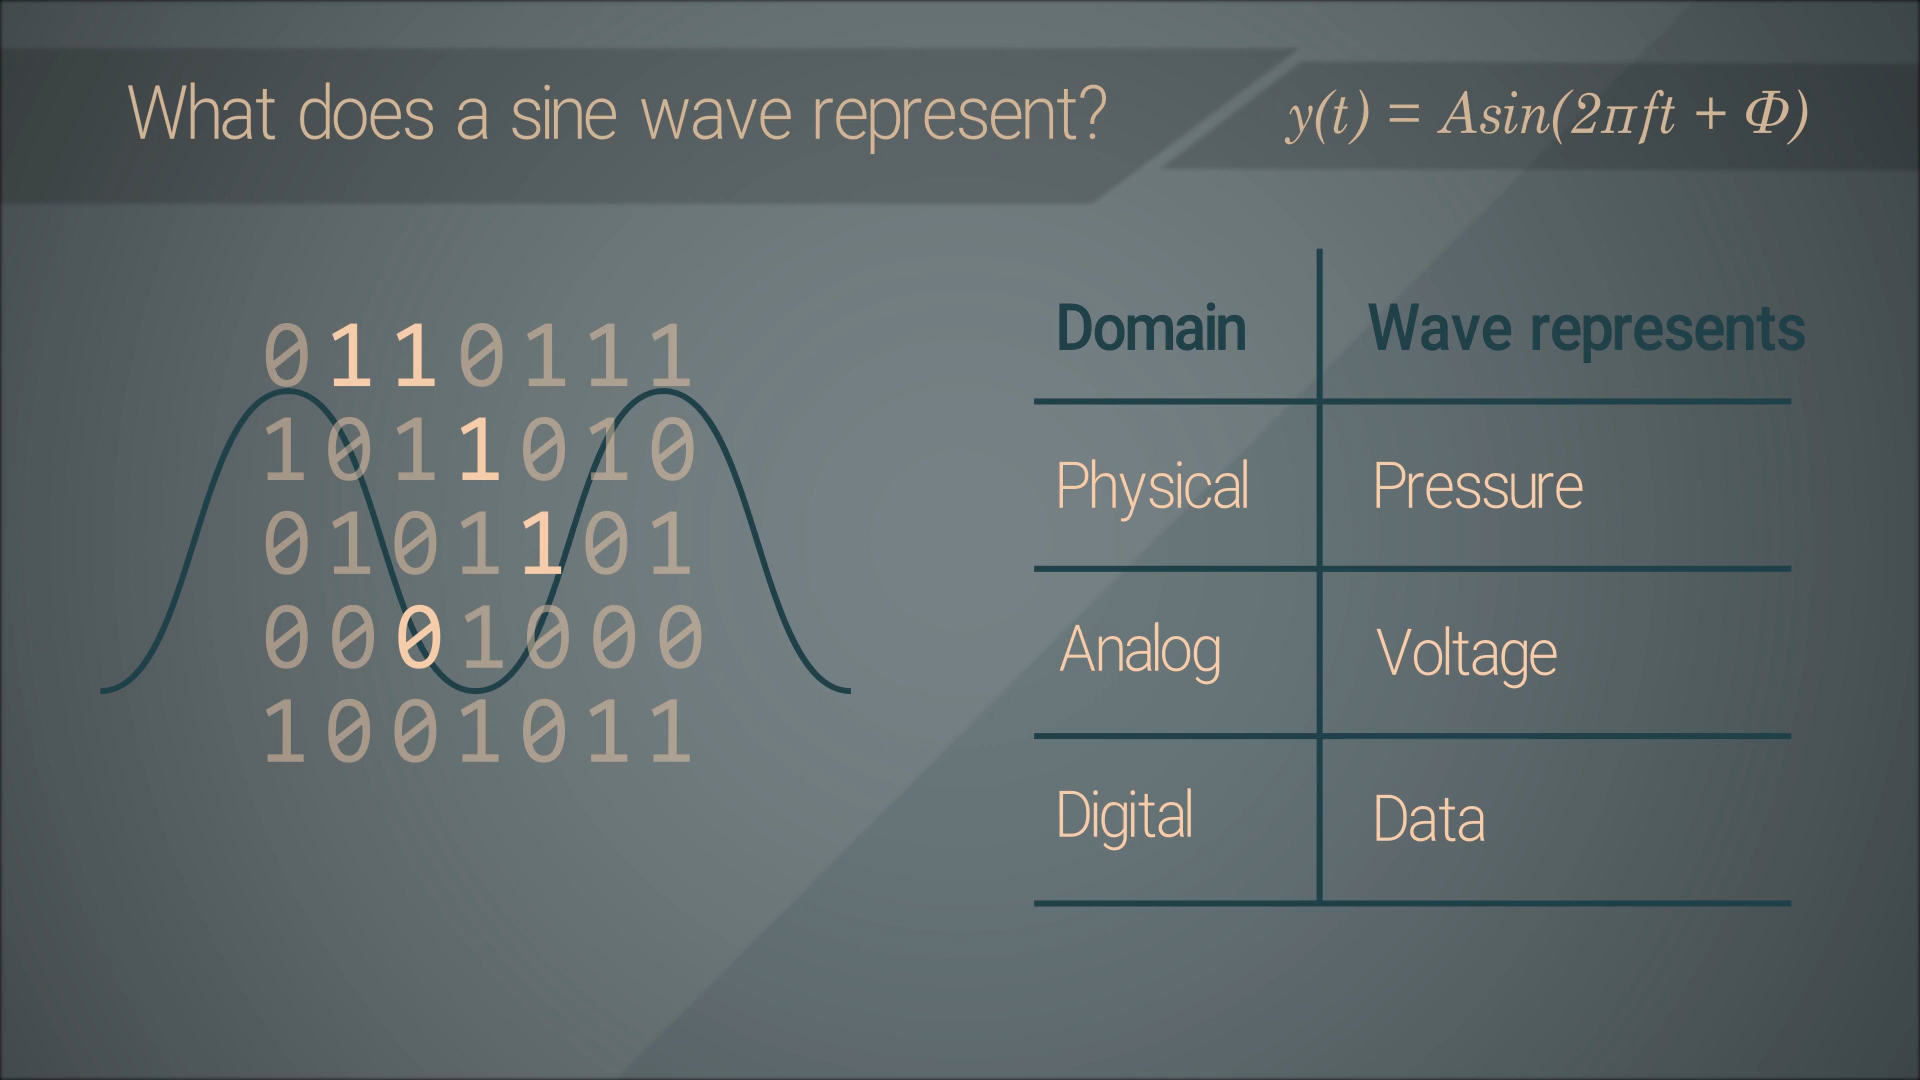 What does a sine wave represent?
y(t) = Asin(2πft + Φ)
0110111
1011010
0101101
0001000
1001011
Domain Wave represents
Physical Pressure
Analog Voltage
Digital Data